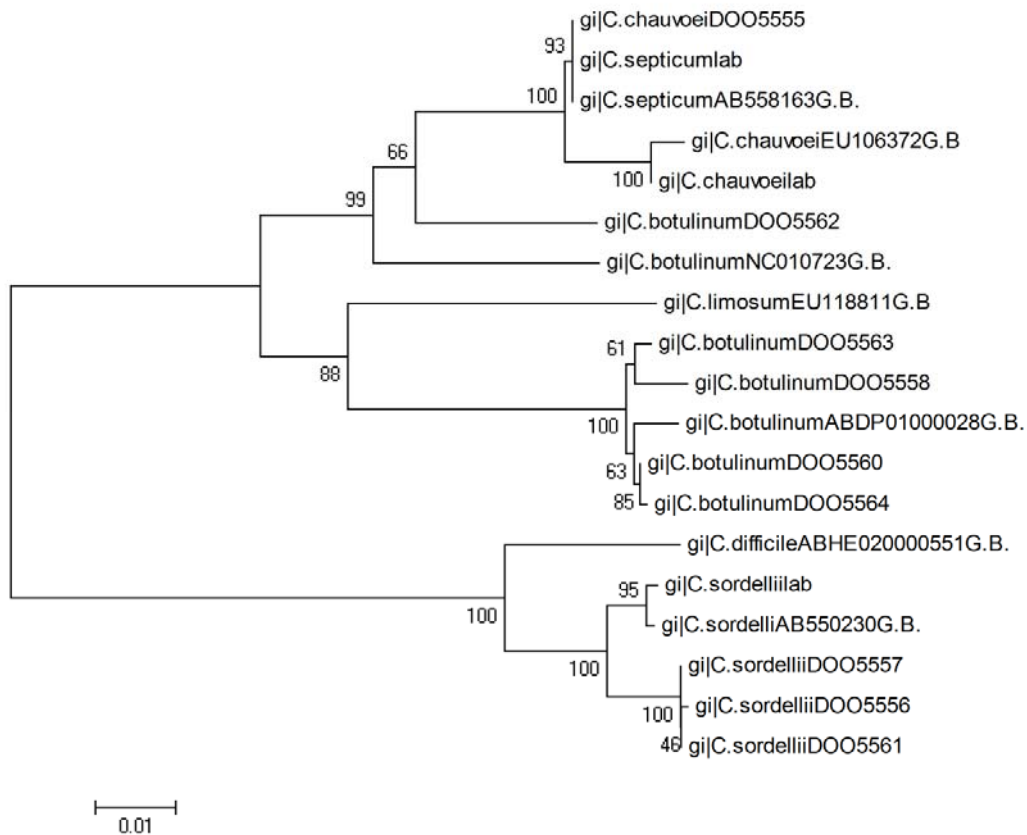 gi|C.chauvoeiDOO5555
93
gi|C.septicumlab
100
gi|C.septicumAB558163G.B.
gi|C.chauvoeiEU106372G.B
66
100
gi|C.chauvoeilab
99
gi|C.botulinumDOO5562
gi|C.botulinumNC010723G.B.
gi|C.limosumEU118811G.B
61
gi|C.botulinumDOO5563
88
gi|C.botulinumDOO5558
100
gi|C.botulinumABDP01000028G.B.
63
gi|C.botulinumDOO5560
85
gi|C.botulinumDOO5564
gi|C.difficileABHE020000551G.B.
95
gi|C.sordelliilab
100
gi|C.sordelliAB550230G.B.
100
gi|C.sordelliiDOO5557
100
gi|C.sordelliiDOO5556
46
gi|C.sordelliiDOO5561
0.01